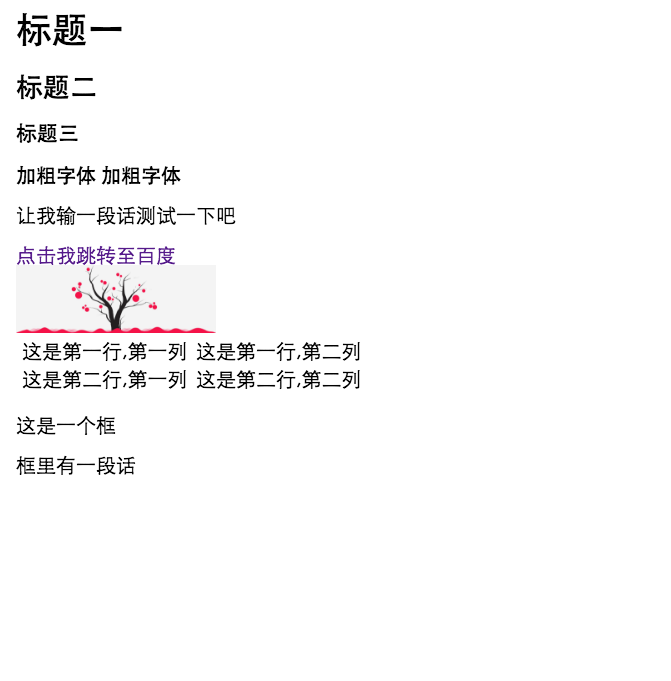 标题一
标题二
标题三
加粗字体 加粗字体
让我输一段话测试一下吧
点击我跳转至百度
这是第一行,第一列 这是第一行,第二列
这是第二行,第一列 这是第二行,第二列
这是一个框
框里有一段话